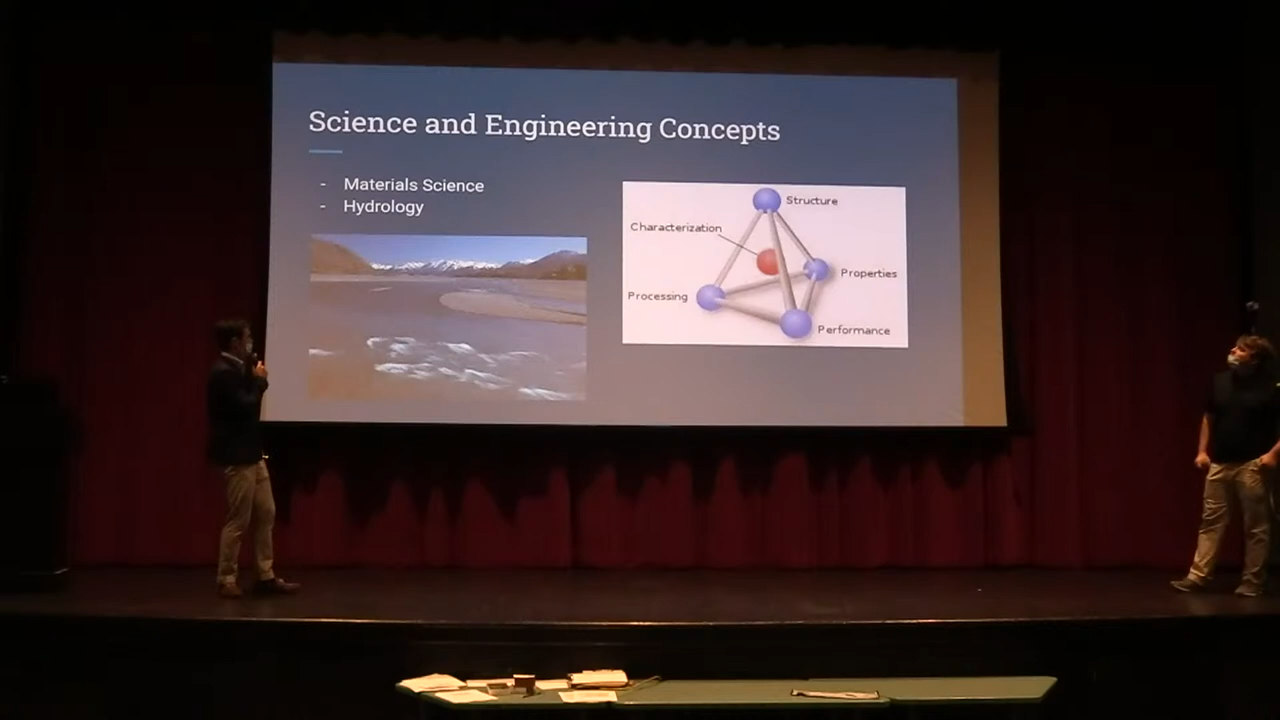 Science and Engineering Concepts
- Materials Science
- Hydrology
Structure
Characterization
Properties
Processing
Performance